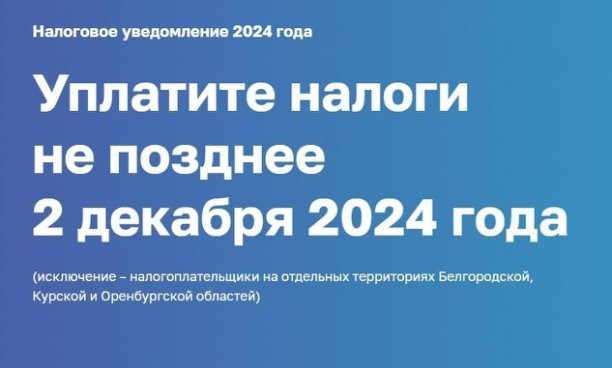 Налоговое уведомление 2024 года
Уплатите налоги
не позднее
2 декабря 2024 года
(исключение – налогоплательщики на отдельных территориях Белгородской,
Курской и Оренбургской областей)